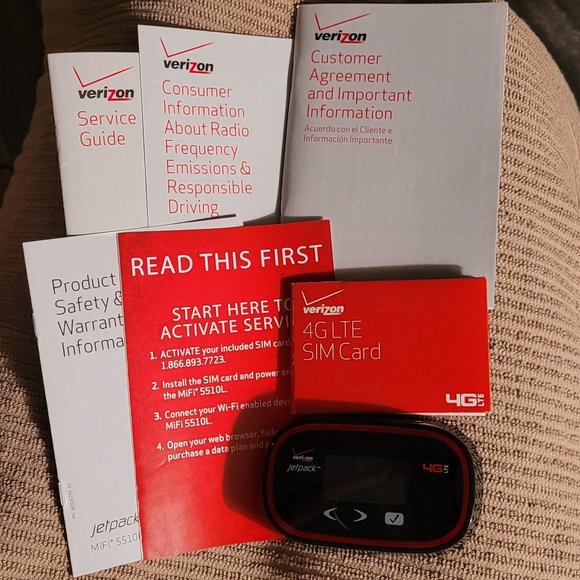 verizon
Service
Guide
verizon
Consumer
Information
About Radio
Frequency
Emissions &
Responsible
Driving
verizon
Customer
Agreement
and Important
Information
Acuerdo con el Cliente e
Información Importante
Product
Safety &
Warrant
Informa
jetpack
MiFi® 5510L
READ THIS FIRST
START HERE TO
ACTIVATE SERVI
1. ACTIVATE your included SIM card
1.866.893.7723.
2. Install the SIM card and power on
the MiFi® 5510L.
3. Connect your Wi-Fi enabled devi
MiFi 5510L.
4. Open your web browser, follo
purchase a data plan and
verizon
4G LTE
SIM Card
4G LTE
verizon
jetpack™
4G LTE